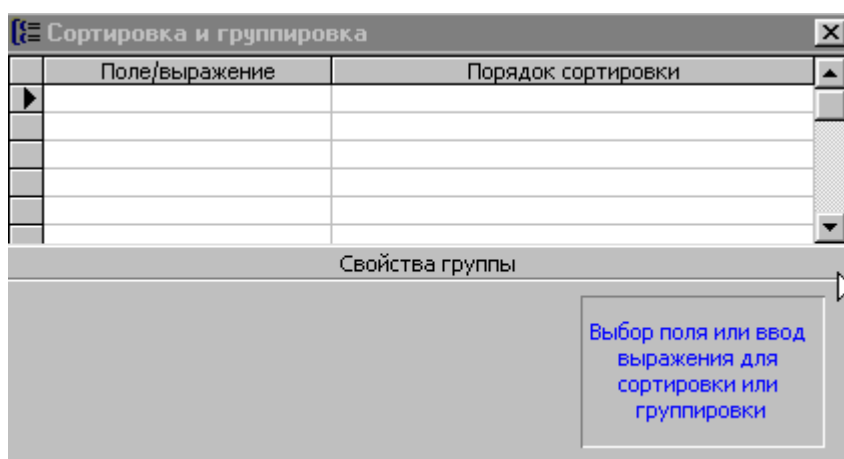 Сортировка и группировка
Поле/выражение Порядок сортировки
Свойства группы
Выбор поля или ввод
выражения для
сортировки или
группировки